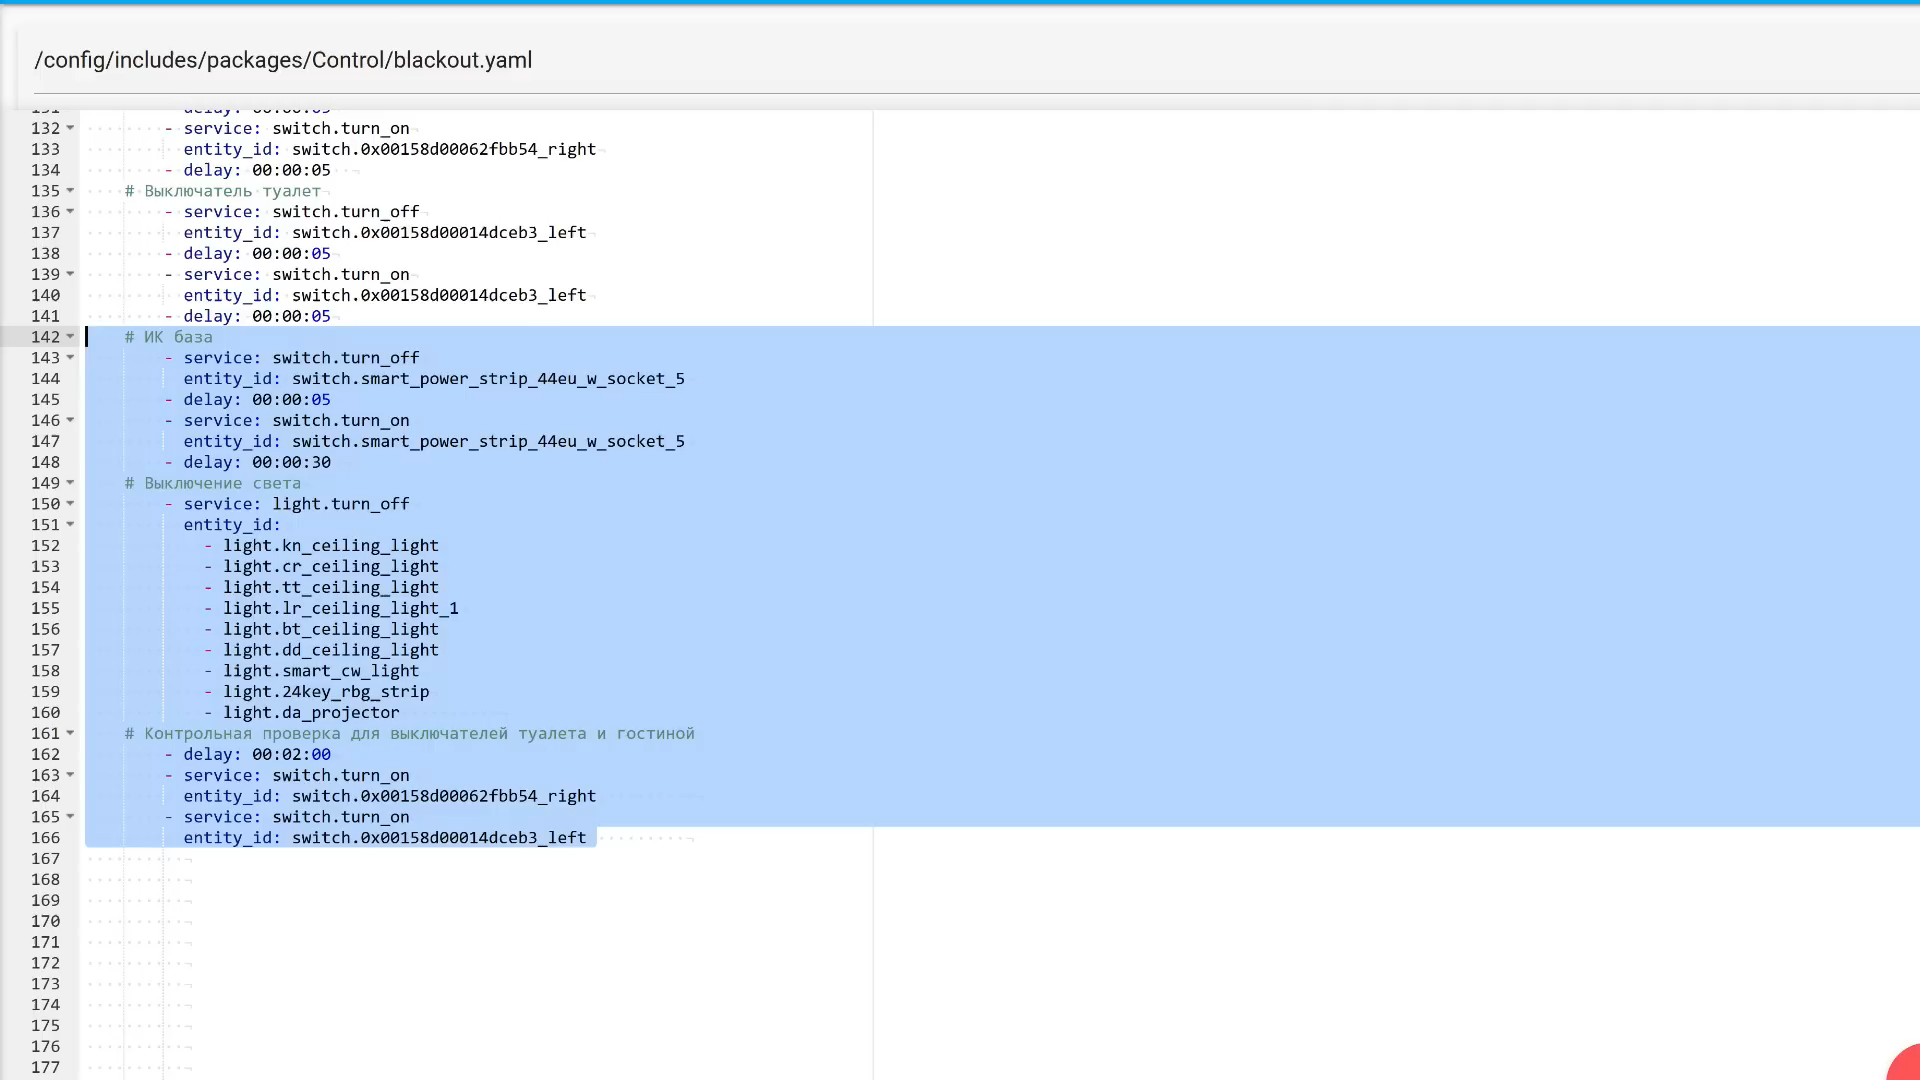 /config/includes/packages/Control/blackout.yaml
131 delay: 00:00:05
132 - service: switch.turn_on
133 entity_id: switch.0x00158d00062fbb54_right
134 - delay: 00:00:05
135 # Выключатель туалет
136 - service: switch.turn_off
137 entity_id: switch.0x00158d00014dceb3_left
138 - delay: 00:00:05
139 - service: switch.turn_on
140 entity_id: switch.0x00158d00014dceb3_left
141 - delay: 00:00:05
142 # ИК база
143 - service: switch.turn_off
144 entity_id: switch.smart_power_strip_44eu_w_socket_5
145 - delay: 00:00:05
146 - service: switch.turn_on
147 entity_id: switch.smart_power_strip_44eu_w_socket_5
148 - delay: 00:00:30
149 # Выключение света
150 - service: light.turn_off
151 entity_id:
152 - light.kn_ceiling_light
153 - light.cr_ceiling_light
154 - light.tt_ceiling_light
155 - light.lr_ceiling_light_1
156 - light.bt_ceiling_light
157 - light.dd_ceiling_light
158 - light.smart_cw_light
159 - light.24key_rbg_strip
160 - light.da_projector
161 # Контрольная проверка для выключателей туалета и гостиной
162 - delay: 00:02:00
163 - service: switch.turn_on
164 entity_id: switch.0x00158d00062fbb54_right
165 - service: switch.turn_on
166 entity_id: switch.0x00158d00014dceb3_left
167
168
169
170
171
172
173
174
175
176
177